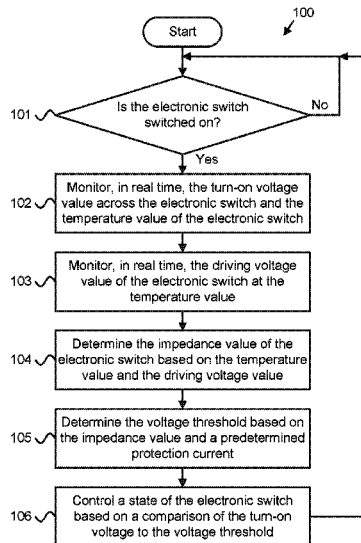 Start
100
101
Is the electronic switch
switched on?
No
Yes
102
Monitor, in real time, the turn-on voltage
value across the electronic switch and the
temperature value of the electronic switch
103
Monitor, in real time, the driving voltage
value of the electronic switch at the
temperature value
104
Determine the impedance value of the
electronic switch based on the temperature
value and the driving voltage value
105
Determine the voltage threshold based on
the impedance value and a predetermined
protection current
106
Control a state of the electronic switch
based on a comparison of the turn-on
voltage to the voltage threshold